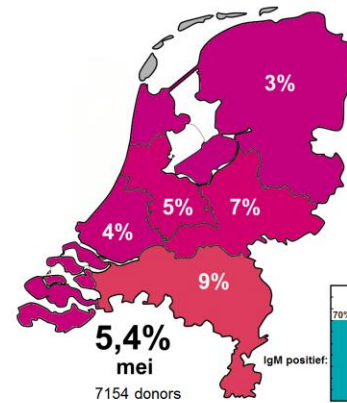 3%
5%
7%
4%
9%
5,4%
mei
7154 donors
70%
IgM positief: